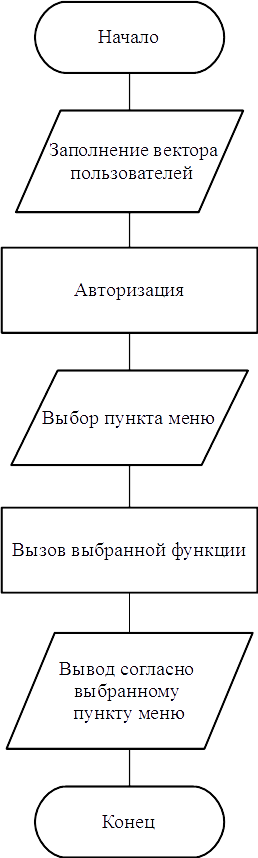 Начало
Заполнение вектора
пользователей
Авторизация
Выбор пункта меню
Вызов выбранной функции
Вывод согласно
выбранному
пункту меню
Конец